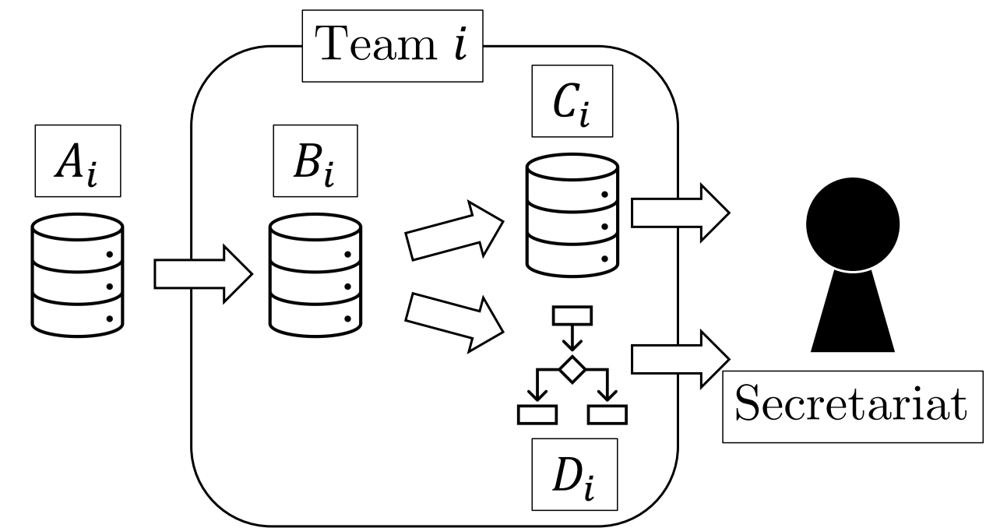 Team i
C_i
A_i
B_i
D_i
Secretariat